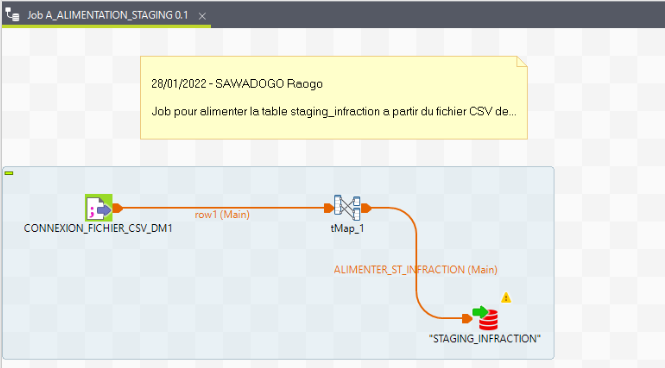 Job A_ALIMENTATION_STAGING 0.1
28/01/2022 - SAWADOGO Raogo
Job pour alimenter la table staging_infraction a partir du fichier CSV de...
row1 (Main)
CONNEXION_FICHIER_CSV_DM1
tMap_1
ALIMENTER_ST_INFRACTION (Main)
"STAGING_INFRACTION"